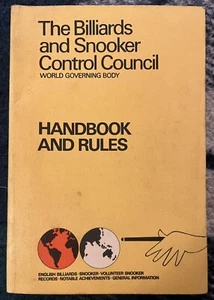 The Billiards
and Snooker
Control Council
WORLD GOVERNING BODY
HANDBOOK
AND RULES
ENGLISH BILLIARDS · SNOOKER · VOLUNTEER SNOOKER
RECORDS · NOTABLE ACHIEVEMENTS · GENERAL INFORMATION